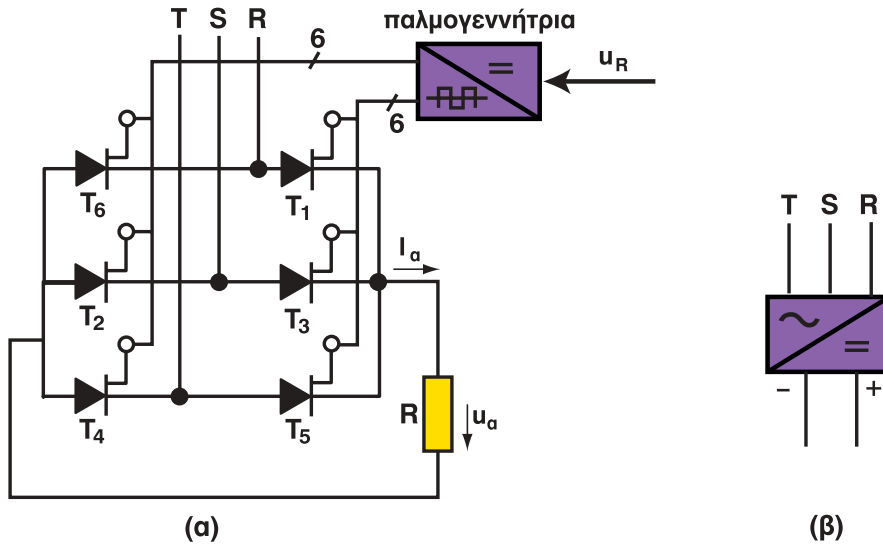 T S R
παλμογεννήτρια
6
=
u_R
6
T₆
T₁
I_α
T₂
T₃
T₄
T₅
R
u_α
(α)
T S R
~
=
−
+
(β)